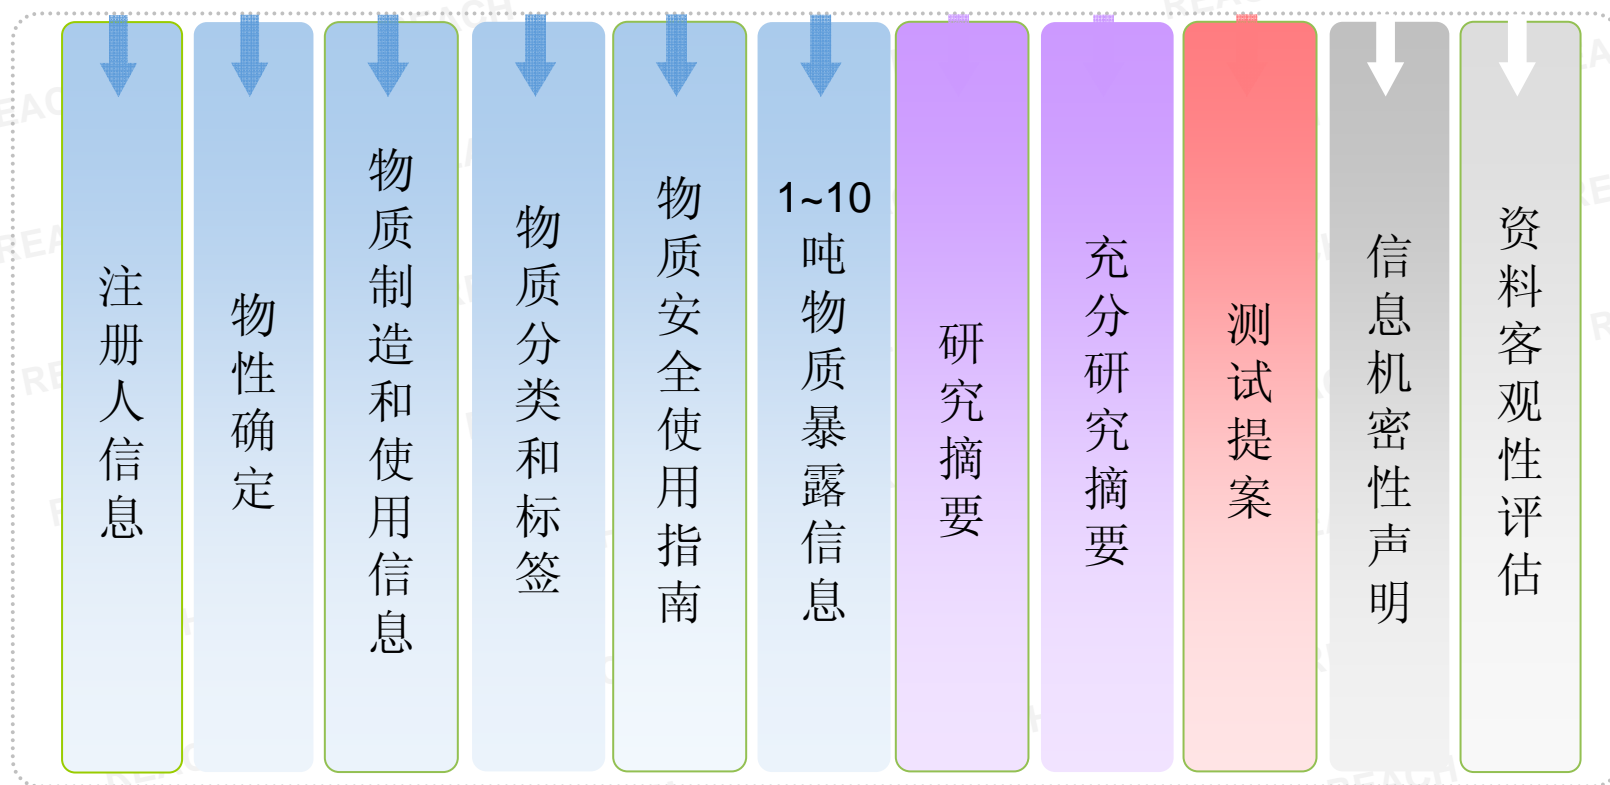 注册人信息
物性确定
物质制造和使用信息
物质分类和标签
物质安全使用指南
1~10吨物质暴露信息
研究摘要
充分研究摘要
测试提案
信息机密性声明
资料客观性评估
REACH
REACH
REACH